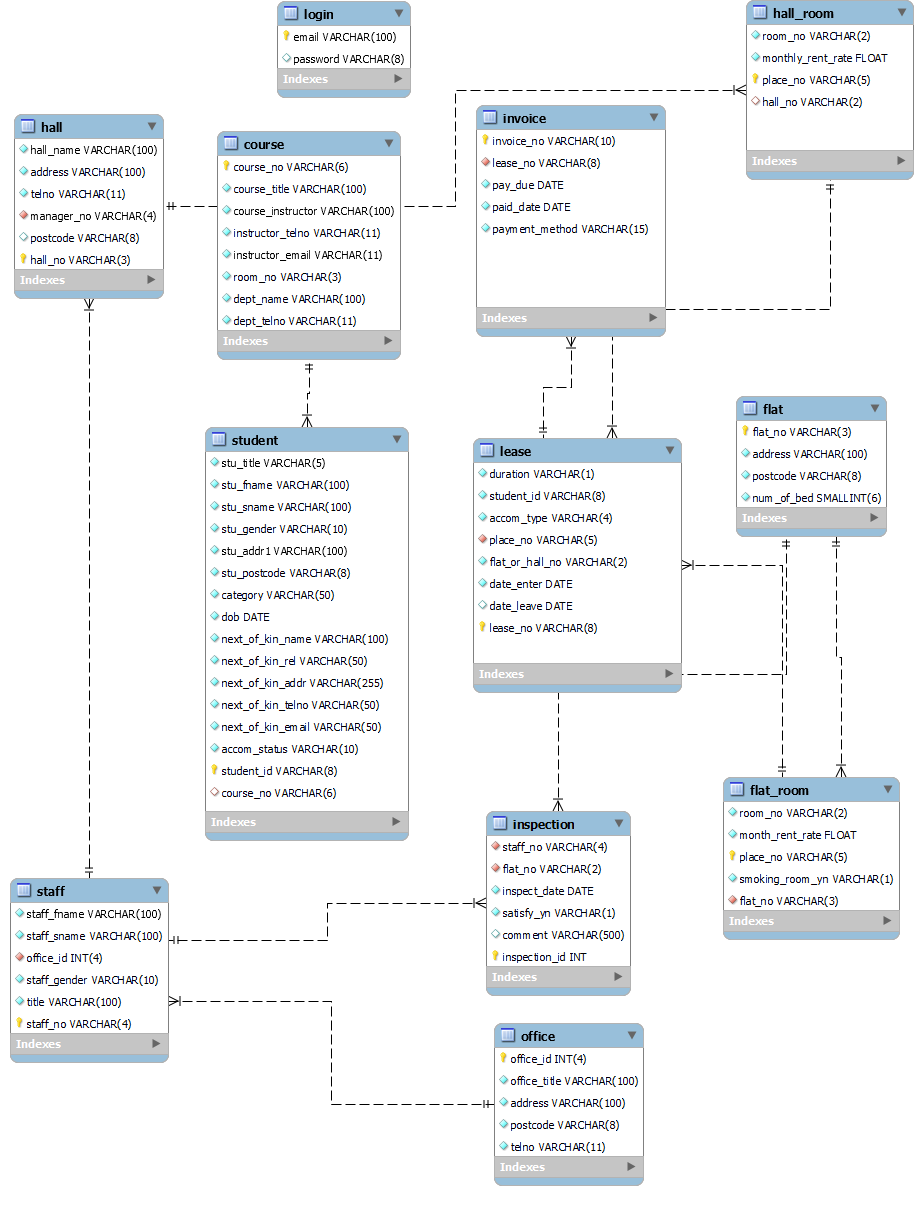 login
email VARCHAR(100)
password VARCHAR(8)
Indexes
hall_room
room_no VARCHAR(2)
monthly_rent_rate FLOAT
place_no VARCHAR(5)
hall_no VARCHAR(2)
Indexes
hall
hall_name VARCHAR(100)
address VARCHAR(100)
telno VARCHAR(11)
manager_no VARCHAR(4)
postcode VARCHAR(8)
hall_no VARCHAR(3)
Indexes
course
course_no VARCHAR(6)
course_title VARCHAR(100)
course_instructor VARCHAR(100)
instructor_telno VARCHAR(11)
instructor_email VARCHAR(11)
room_no VARCHAR(3)
dept_name VARCHAR(100)
dept_telno VARCHAR(11)
Indexes
invoice
invoice_no VARCHAR(10)
lease_no VARCHAR(8)
pay_due DATE
paid_date DATE
payment_method VARCHAR(15)
Indexes
student
stu_title VARCHAR(5)
stu_fname VARCHAR(100)
stu_sname VARCHAR(100)
stu_gender VARCHAR(10)
stu_addr1 VARCHAR(100)
stu_postcode VARCHAR(8)
category VARCHAR(50)
dob DATE
next_of_kin_name VARCHAR(100)
next_of_kin_rel VARCHAR(50)
next_of_kin_addr VARCHAR(255)
next_of_kin_telno VARCHAR(50)
next_of_kin_email VARCHAR(50)
accom_status VARCHAR(10)
student_id VARCHAR(8)
course_no VARCHAR(6)
Indexes
lease
duration VARCHAR(1)
student_id VARCHAR(8)
accom_type VARCHAR(4)
place_no VARCHAR(5)
flat_or_hall_no VARCHAR(2)
date_enter DATE
date_leave DATE
lease_no VARCHAR(8)
Indexes
flat
flat_no VARCHAR(3)
address VARCHAR(100)
postcode VARCHAR(8)
num_of_bed SMALLINT(6)
Indexes
flat_room
room_no VARCHAR(2)
month_rent_rate FLOAT
place_no VARCHAR(5)
smoking_room_yn VARCHAR(1)
flat_no VARCHAR(3)
Indexes
inspection
staff_no VARCHAR(4)
flat_no VARCHAR(2)
inspect_date DATE
satisfy_yn VARCHAR(1)
comment VARCHAR(500)
inspection_id INT
Indexes
staff
staff_fname VARCHAR(100)
staff_sname VARCHAR(100)
office_id INT(4)
staff_gender VARCHAR(10)
title VARCHAR(100)
staff_no VARCHAR(4)
Indexes
office
office_id INT(4)
office_title VARCHAR(100)
address VARCHAR(100)
postcode VARCHAR(8)
telno VARCHAR(11)
Indexes